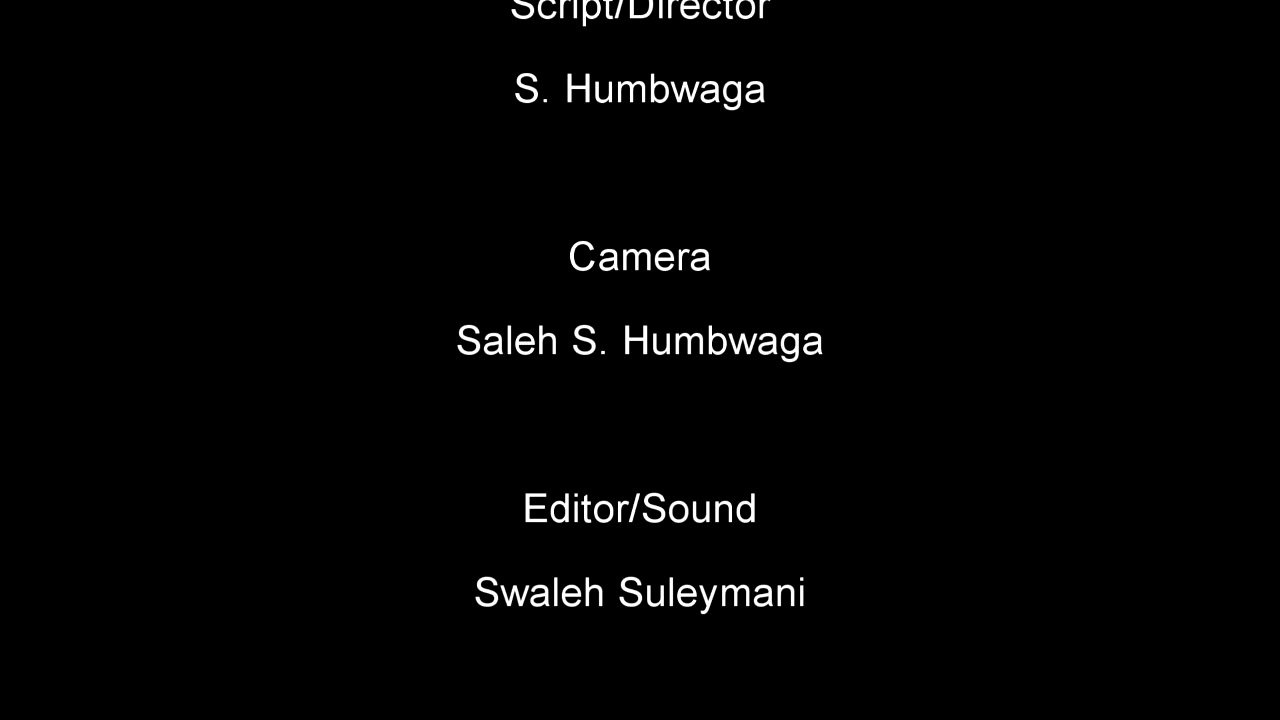 Script/Director
S. Humbwaga
Camera
Saleh S. Humbwaga
Editor/Sound
Swaleh Suleymani